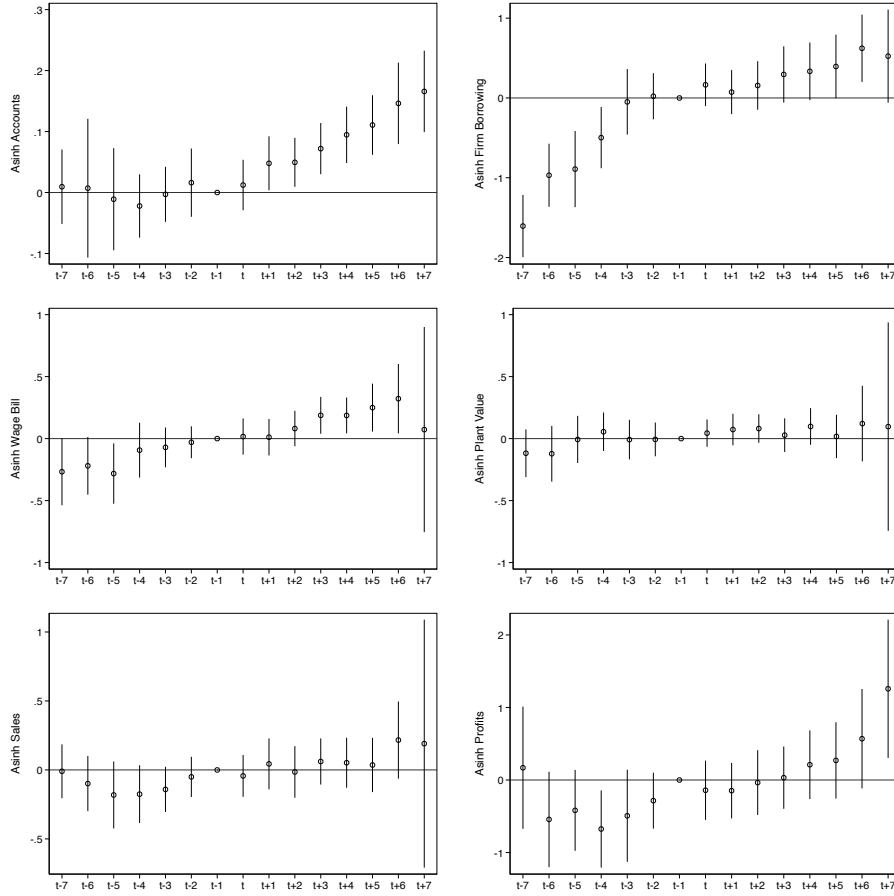 Asinh Accounts
.3
.2
.1
0
-.1
t-7 t-6 t-5 t-4 t-3 t-2 t-1 t t+1 t+2 t+3 t+4 t+5 t+6 t+7
Asinh Firm Borrowing
1
0
-1
-2
t-7 t-6 t-5 t-4 t-3 t-2 t-1 t t+1 t+2 t+3 t+4 t+5 t+6 t+7
Asinh Wage Bill
1
.5
0
-.5
-1
t-7 t-6 t-5 t-4 t-3 t-2 t-1 t t+1 t+2 t+3 t+4 t+5 t+6 t+7
Asinh Plant Value
1
.5
0
-.5
-1
t-7 t-6 t-5 t-4 t-3 t-2 t-1 t t+1 t+2 t+3 t+4 t+5 t+6 t+7
Asinh Sales
1
.5
0
-.5
t-7 t-6 t-5 t-4 t-3 t-2 t-1 t t+1 t+2 t+3 t+4 t+5 t+6 t+7
Asinh Profits
2
1
0
-1
t-7 t-6 t-5 t-4 t-3 t-2 t-1 t t+1 t+2 t+3 t+4 t+5 t+6 t+7